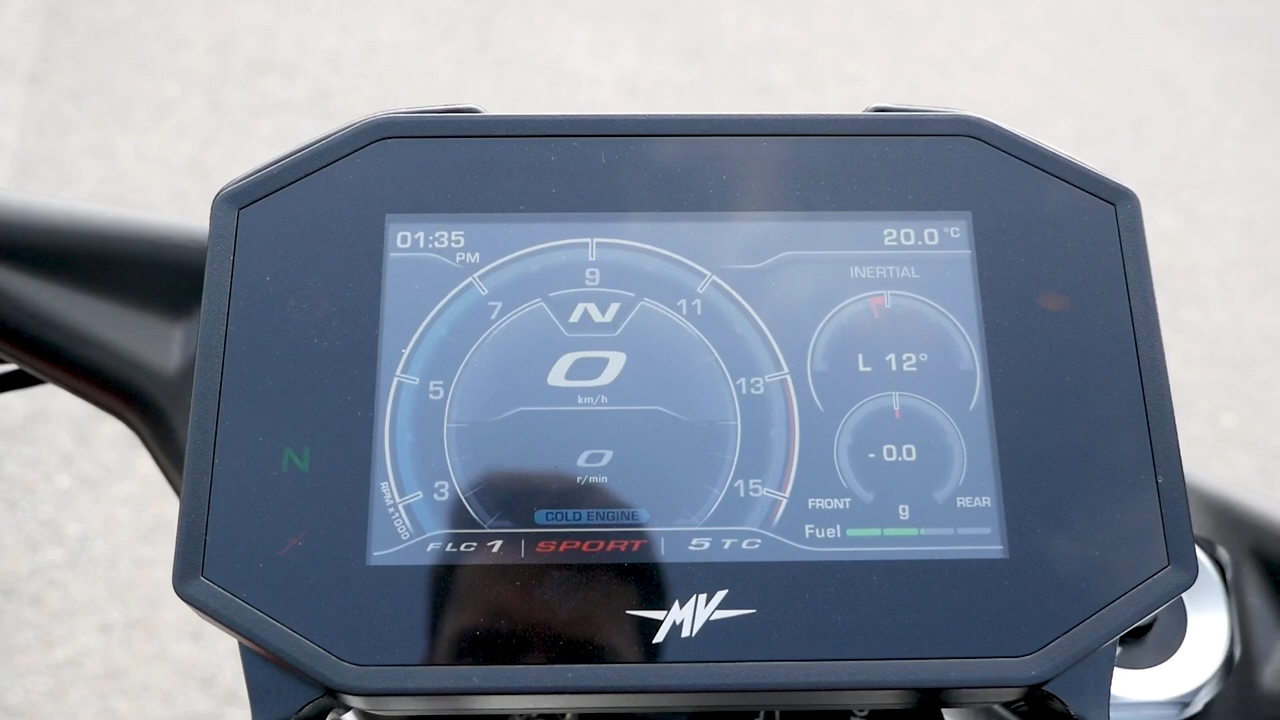 01:35 PM
20.0 °C
INERTIAL
9
7
11
N
0
km/h
L 12°
5
13
0
r/min
- 0.0
N
3
15
RPM x1000
FRONT
REAR
g
COLD ENGINE
Fuel
FLC 1 | SPORT | 5 TC
MV